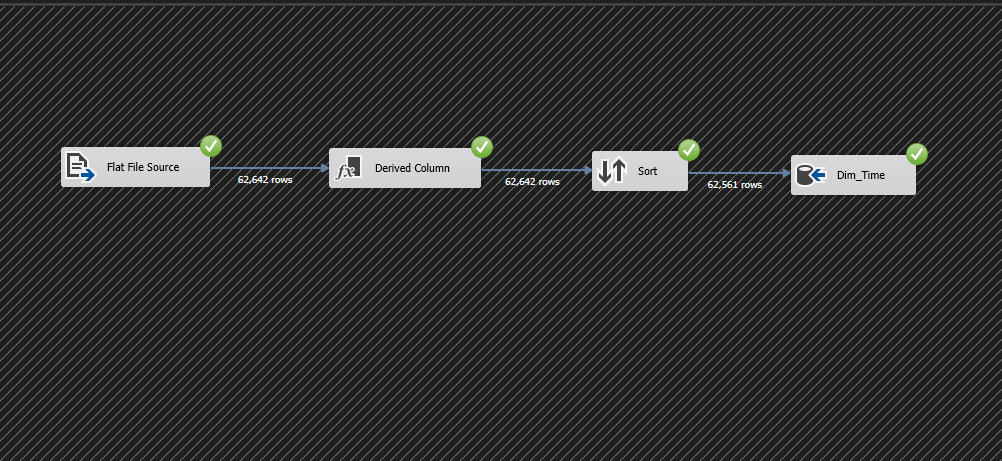 Flat File Source
62,642 rows
Derived Column
62,642 rows
Sort
62,561 rows
Dim_Time